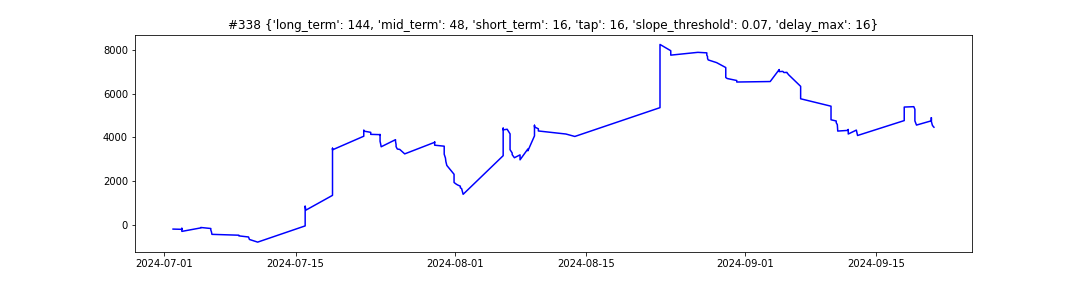 #338 {'long_term': 144, 'mid_term': 48, 'short_term': 16, 'tap': 16, 'slope_threshold': 0.07, 'delay_max': 16}
8000
6000
4000
2000
0
2024-07-01 2024-07-15 2024-08-01 2024-08-15 2024-09-01 2024-09-15